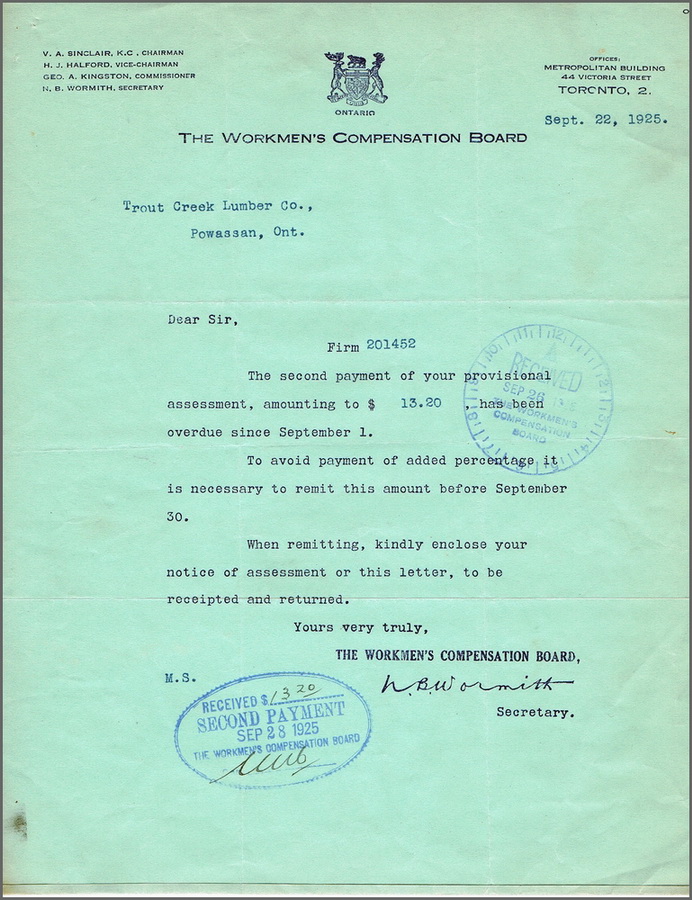 V. A. SINCLAIR, K.C., CHAIRMAN
H. J. HALFORD, VICE-CHAIRMAN
GEO. A. KINGSTON, COMMISSIONER
N. B. WORMITH, SECRETARY
ONTARIO
OFFICES:
METROPOLITAN BUILDING
44 VICTORIA STREET
TORONTO, 2.
Sept. 22, 1925.
THE WORKMEN'S COMPENSATION BOARD
Trout Creek Lumber Co.,
Powassan, Ont.
Dear Sir,
Firm 201452
The second payment of your provisional
assessment, amounting to $ 13.20 , has been
overdue since September 1.
To avoid payment of added percentage it
is necessary to remit this amount before September
30.
When remitting, kindly enclose your
notice of assessment or this letter, to be
receipted and returned.
Yours very truly,
THE WORKMEN'S COMPENSATION BOARD,
M.S.
N.B. Wormith
Secretary.
RECEIVED
SEP 26
THE WORKMEN'S
COMPENSATION
BOARD
RECEIVED $ 13 20
SECOND PAYMENT
SEP 28 1925
THE WORKMEN'S COMPENSATION BOARD